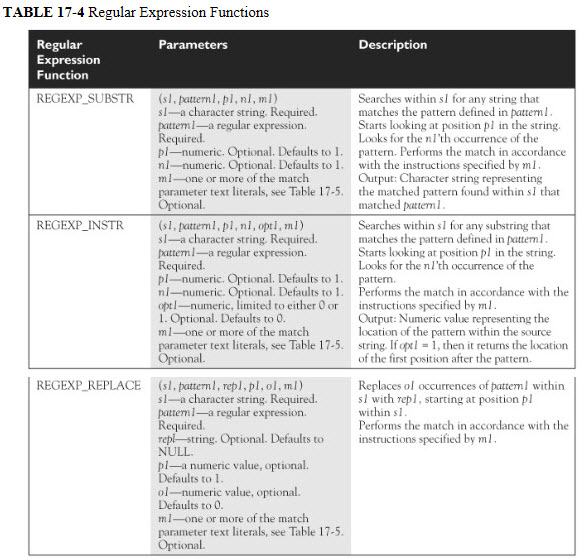 TABLE 17-4 Regular Expression Functions
Regular
Expression
Function
Parameters
Description
REGEXP_SUBSTR
(s1, pattern1, p1, n1, m1)
s1—a character string. Required.
pattern1—a regular expression.
Required.
p1—numeric. Optional. Defaults to 1.
n1—numeric. Optional. Defaults to 1.
m1—one or more of the match
parameter text literals, see Table 17-5.
Optional.
Searches within s1 for any string that
matches the pattern defined in pattern1.
Starts looking at position p1 in the string.
Looks for the n1'th occurrence of the
pattern. Performs the match in accordance
with the instructions specified by m1.
Output: Character string representing
the matched pattern found within s1 that
matched pattern1.
REGEXP_INSTR
(s1, pattern1, p1, n1, opt1, m1)
s1—a character string. Required.
pattern1—a regular expression.
Required.
p1—numeric. Optional. Defaults to 1.
n1—numeric. Optional. Defaults to 1.
opt1—numeric, limited to either 0 or
1. Optional. Defaults to 0.
m1—one or more of the match
parameter text literals, see Table 17-5.
Optional.
Searches within s1 for any substring that
matches the pattern defined in pattern1.
Starts looking at position p1 in the string.
Looks for the n1'th occurrence of the
pattern.
Performs the match in accordance with the
instructions specified by m1.
Output: Numeric value representing the
location of the pattern within the source
string. If opt1 = 1, then it returns the location
of the first position after the pattern.
REGEXP_REPLACE
(s1, pattern1, rep1, p1, o1, m1)
s1—a character string. Required.
pattern1—a regular expression.
Required.
rep1—string. Optional. Defaults to
NULL.
p1—a numeric value, optional.
Defaults to 1.
o1—numeric value, optional.
Defaults to 0.
m1—one or more of the match
parameter text literals, see Table 17-5.
Optional.
Replaces o1 occurrences of pattern1 within
s1 with rep1, starting at position p1
within s1.
Performs the match in accordance with the
instructions specified by m1.